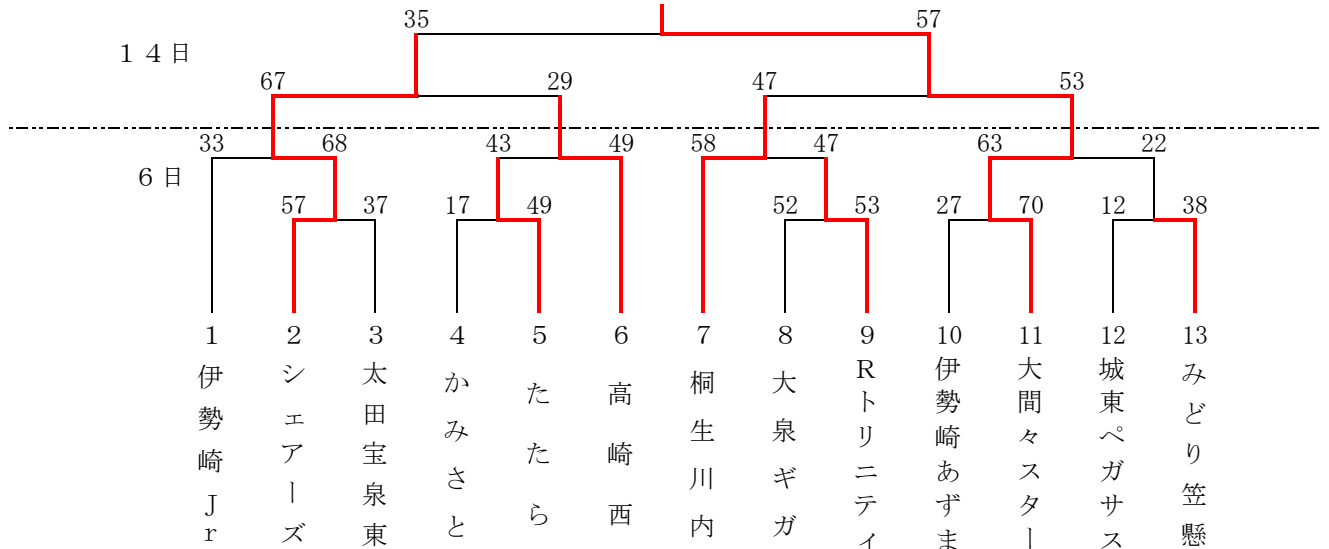 35 57
１４日
67 29 47 53
33 68 43 49 58 47 63 22
６日
57 37 17 49 52 53 27 70 12 38
1 2 3 4 5 6 7 8 9 10 11 12 13
伊勢崎Jr
シェアーズ
太田宝泉東
かみさと
たたら
高崎西
桐生川内
大泉ギガ
Rトリニティ
伊勢崎あずま
大間々スター
城東ペガサス
みどり笠懸